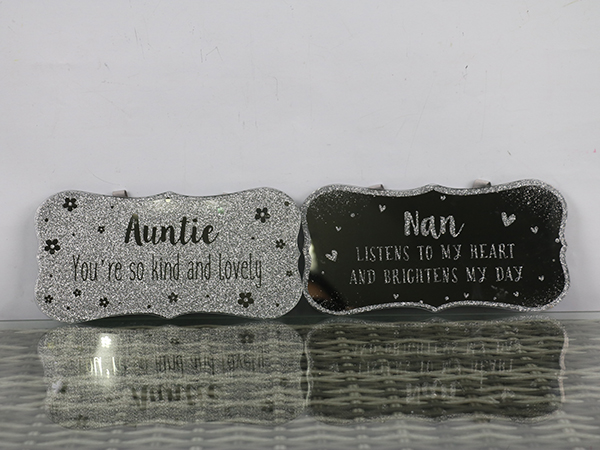 Auntie
You're so kind and lovely
Nan
LISTENS TO MY HEART
AND BRIGHTENS MY DAY